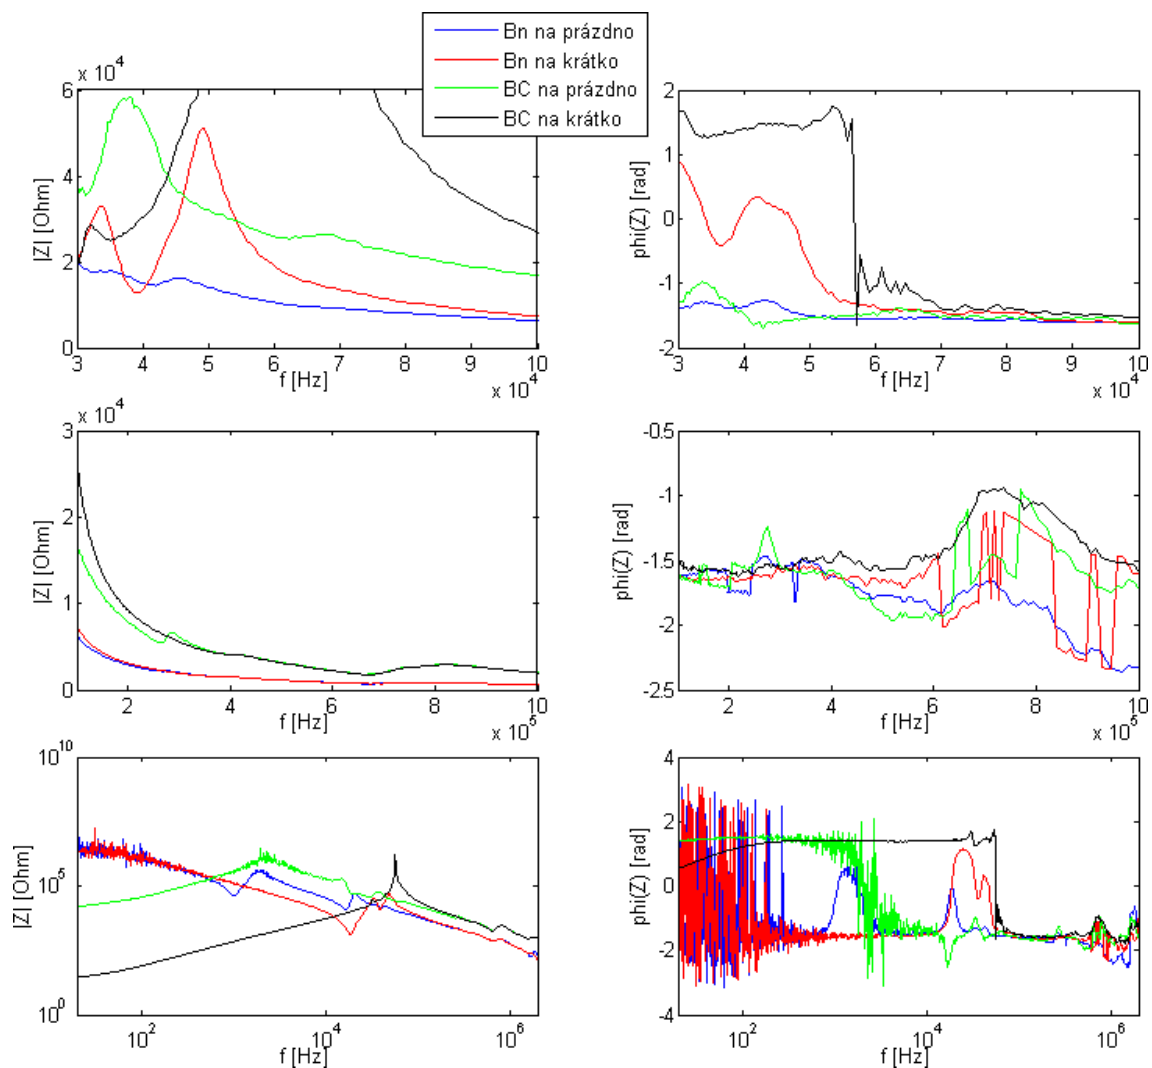 Bn na prázdno
Bn na krátko
BC na prázdno
BC na krátko
x 10^4
6
4
2
0
|Z| [Ohm]
3 4 5 6 7 8 9 10
f [Hz]
x 10^4
2
1
0
-1
-2
phi(Z) [rad]
3 4 5 6 7 8 9 10
f [Hz]
x 10^4
x 10^4
3
2
1
0
|Z| [Ohm]
2 4 6 8 10
f [Hz]
x 10^5
-0.5
-1
-1.5
-2
-2.5
phi(Z) [rad]
2 4 6 8 10
f [Hz]
x 10^5
10^10
10^5
10^0
|Z| [Ohm]
10^2 10^4 10^6
f [Hz]
4
2
0
-2
-4
phi(Z) [rad]
10^2 10^4 10^6
f [Hz]